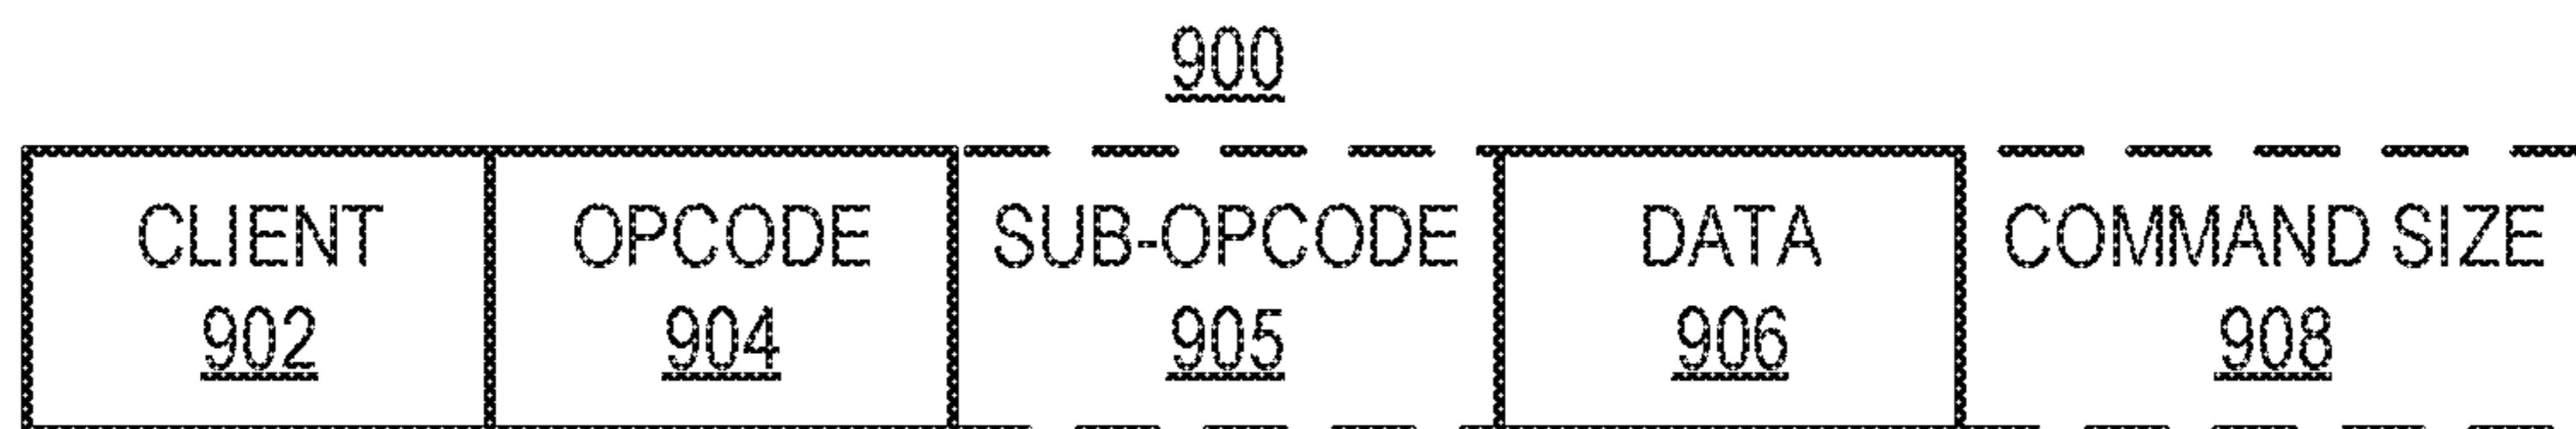 900
CLIENT OPCODE SUB-OPCODE DATA COMMAND SIZE
902 904 905 906 908